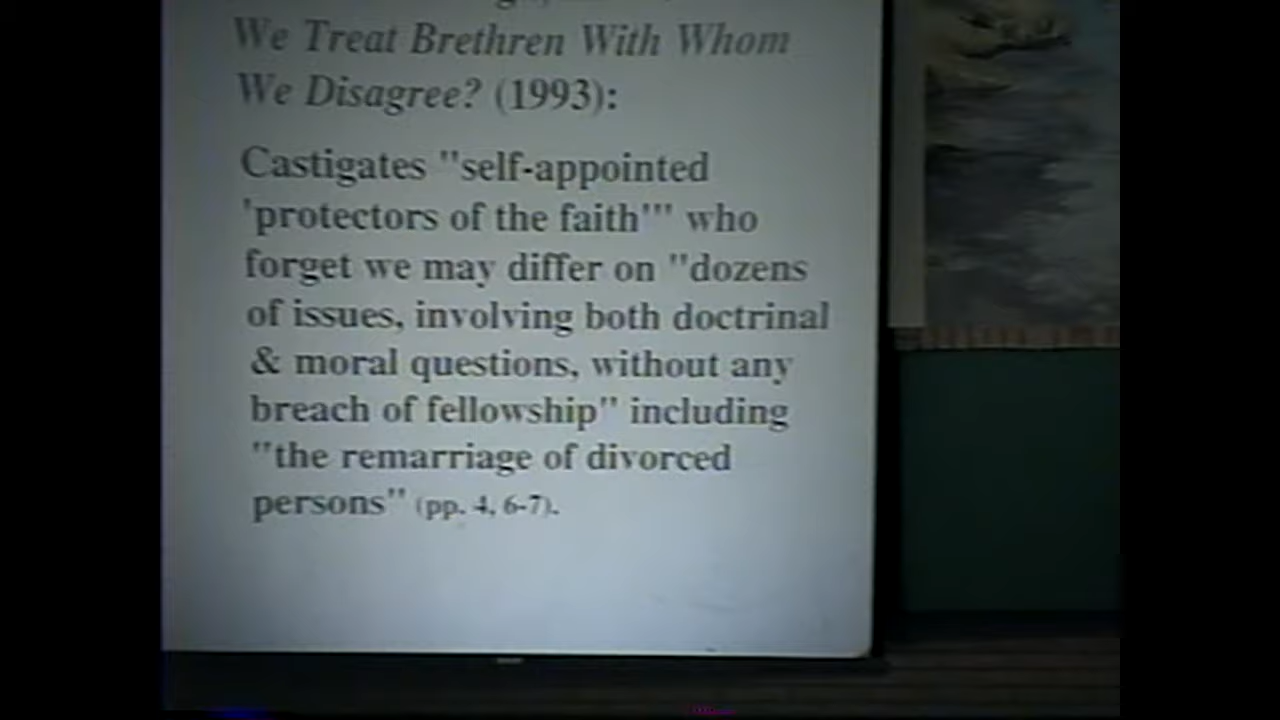 We Treat Brethren With Whom
We Disagree? (1993):
Castigates "self-appointed
'protectors of the faith'" who
forget we may differ on "dozens
of issues, involving both doctrinal
& moral questions, without any
breach of fellowship" including
"the remarriage of divorced
persons" (pp. 4, 6-7).